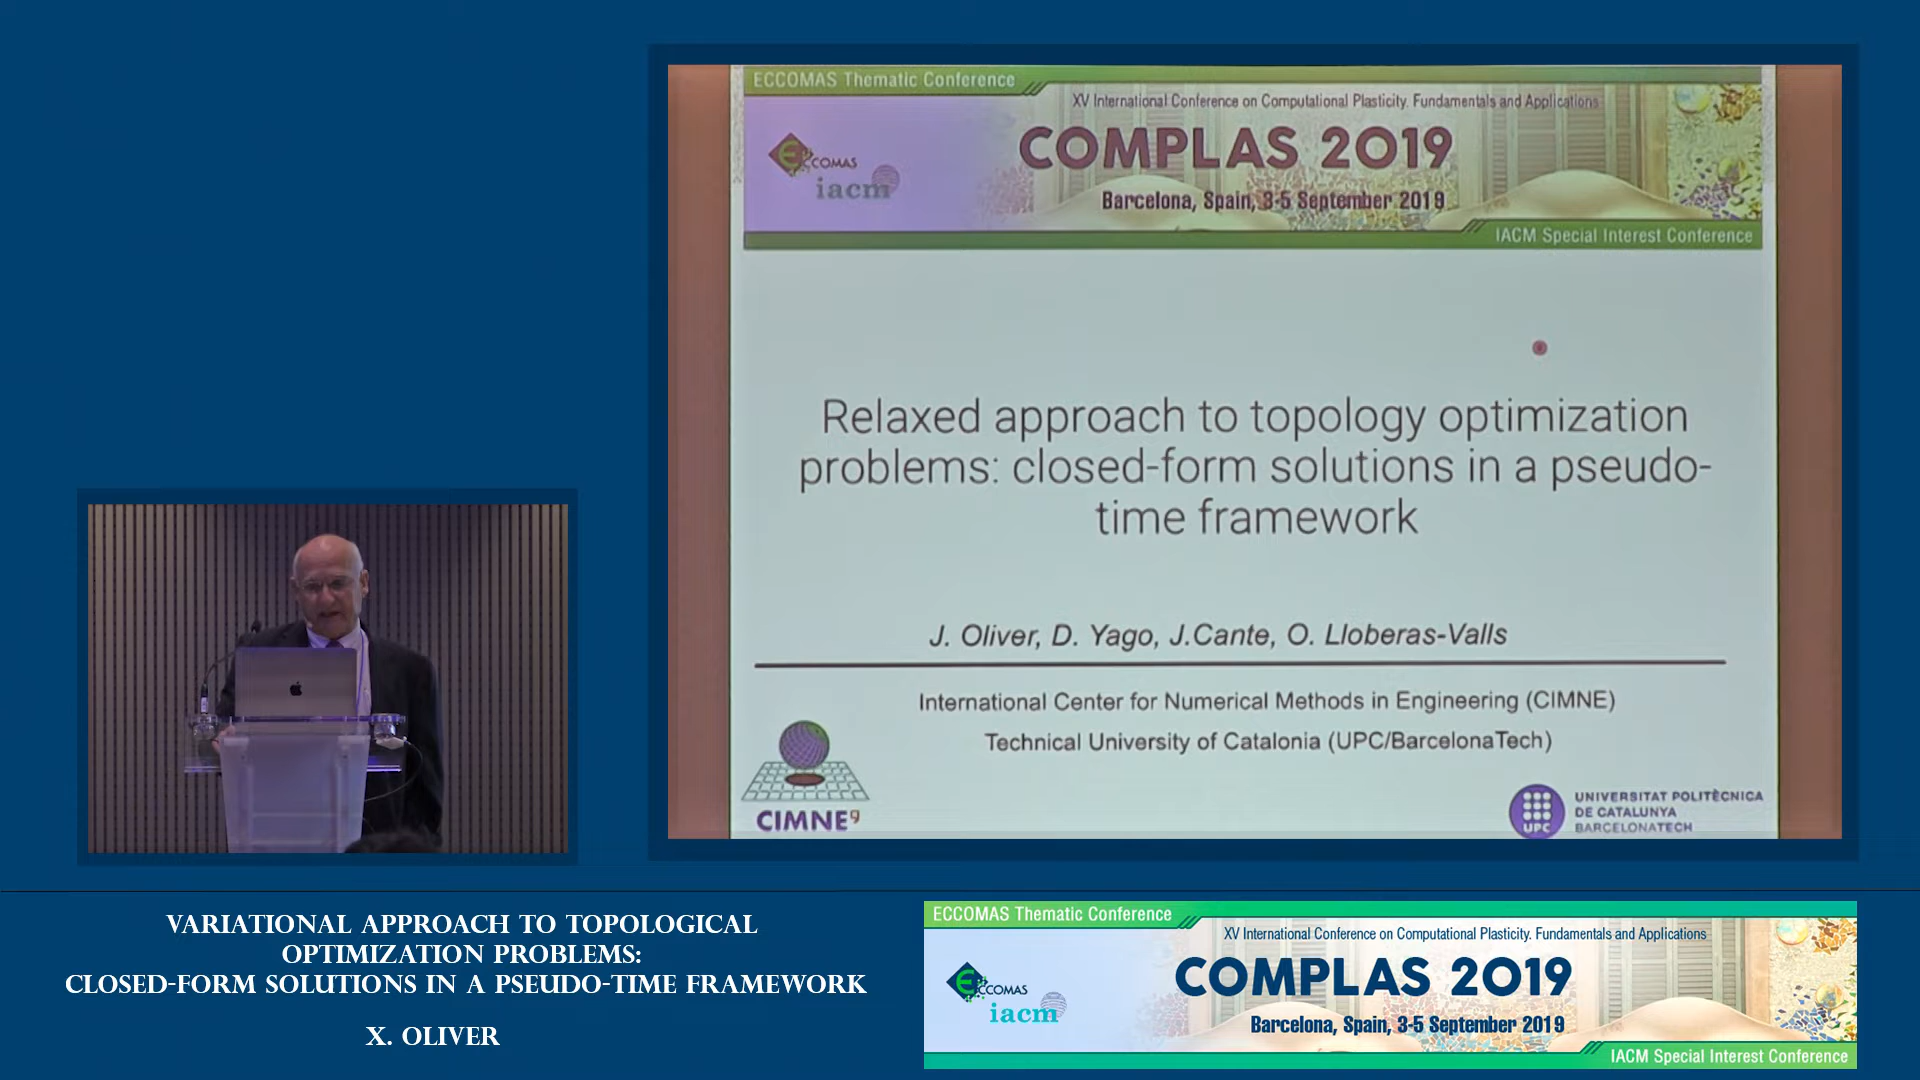 ECCOMAS Thematic Conference
XV International Conference on Computational Plasticity. Fundamentals and Applications
ECCOMAS
iacm
COMPLAS 2019
Barcelona, Spain, 3-5 September 2019
IACM Special Interest Conference
Relaxed approach to topology optimization
problems: closed-form solutions in a pseudo-
time framework
J. Oliver, D. Yago, J.Cante, O. Lloberas-Valls
International Center for Numerical Methods in Engineering (CIMNE)
Technical University of Catalonia (UPC/BarcelonaTech)
CIMNE9
UPC
UNIVERSITAT POLITÈCNICA
DE CATALUNYA
BARCELONATECH
VARIATIONAL APPROACH TO TOPOLOGICAL
OPTIMIZATION PROBLEMS:
CLOSED-FORM SOLUTIONS IN A PSEUDO-TIME FRAMEWORK
X. OLIVER
ECCOMAS Thematic Conference
XV International Conference on Computational Plasticity. Fundamentals and Applications
ECCOMAS
iacm
COMPLAS 2019
Barcelona, Spain, 3-5 September 2019
IACM Special Interest Conference